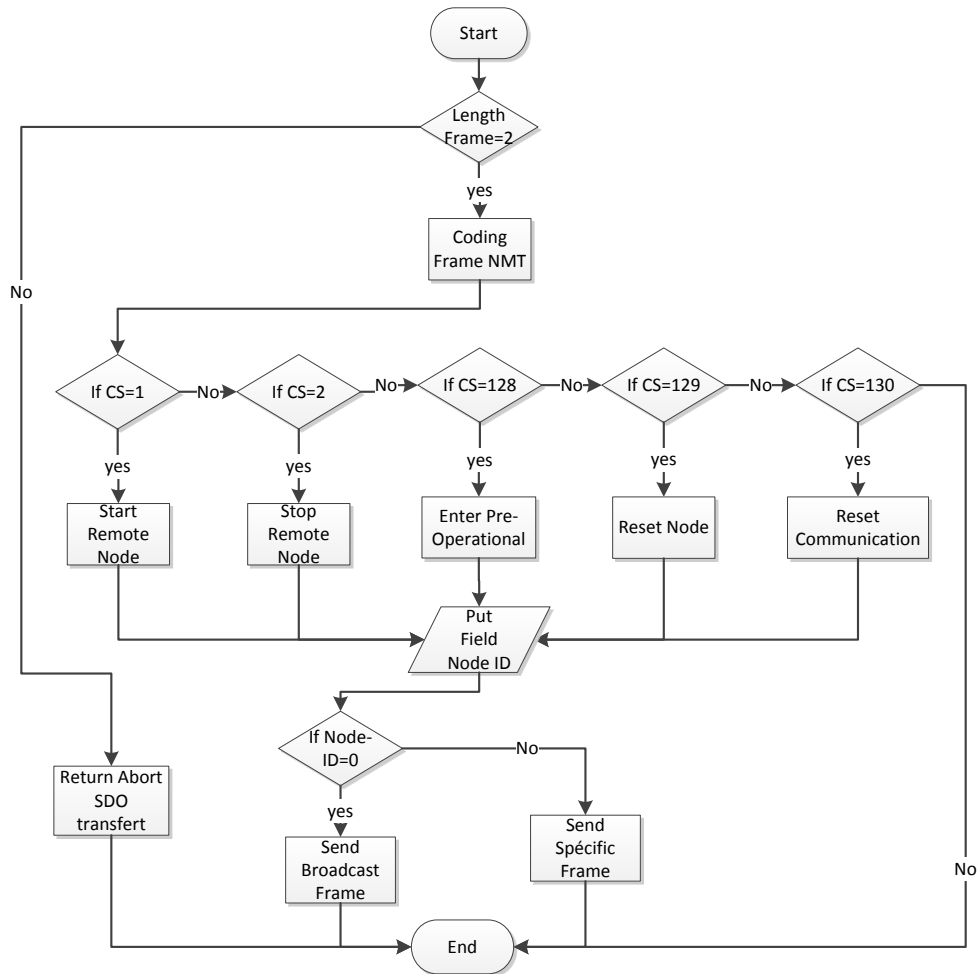 Start
Length
Frame=2
yes
Coding
Frame NMT
No
If CS=1
No
If CS=2
No
If CS=128
No
If CS=129
No
If CS=130
yes
yes
yes
yes
yes
Start
Remote
Node
Stop
Remote
Node
Enter Pre-
Operational
Reset Node
Reset
Communication
Put
Field
Node ID
If Node-
ID=0
No
yes
Return Abort
SDO
transfert
Send
Broadcast
Frame
Send
Spécific
Frame
No
End